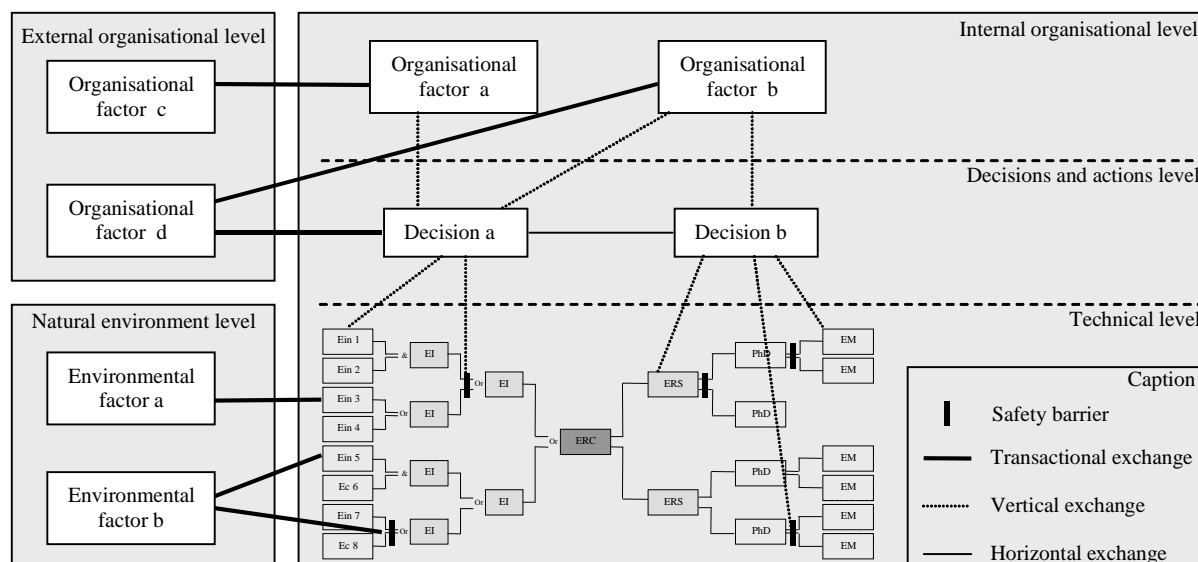 External organisational level
Organisational
factor c
Organisational
factor d
Natural environment level
Environmental
factor a
Environmental
factor b
Internal organisational level
Organisational
factor a
Organisational
factor b
Decisions and actions level
Decision a
Decision b
Technical level
Ein 1
Ein 2
Ein 3
Ein 4
Ein 5
Ec 6
Ein 7
Ec 8
&
Or
&
Or
EI
EI
EI
EI
Or
Or
EI
EI
Or
ERC
ERS
ERS
PhD
PhD
PhD
PhD
EM
EM
EM
EM
EM
EM
Caption
Safety barrier
Transactional exchange
Vertical exchange
Horizontal exchange